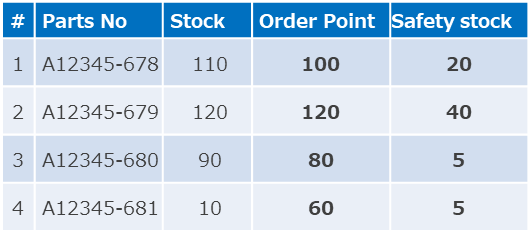 # Parts No Stock Order Point Safety stock
1 A12345-678 110 100 20
2 A12345-679 120 120 40
3 A12345-680 90 80 5
4 A12345-681 10 60 5